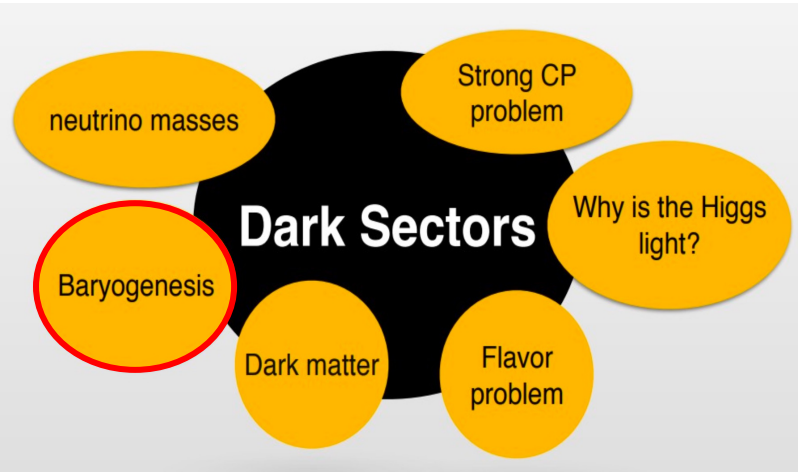 neutrino masses
Strong CP
problem
Dark Sectors
Why is the Higgs
light?
Baryogenesis
Dark matter
Flavor
problem